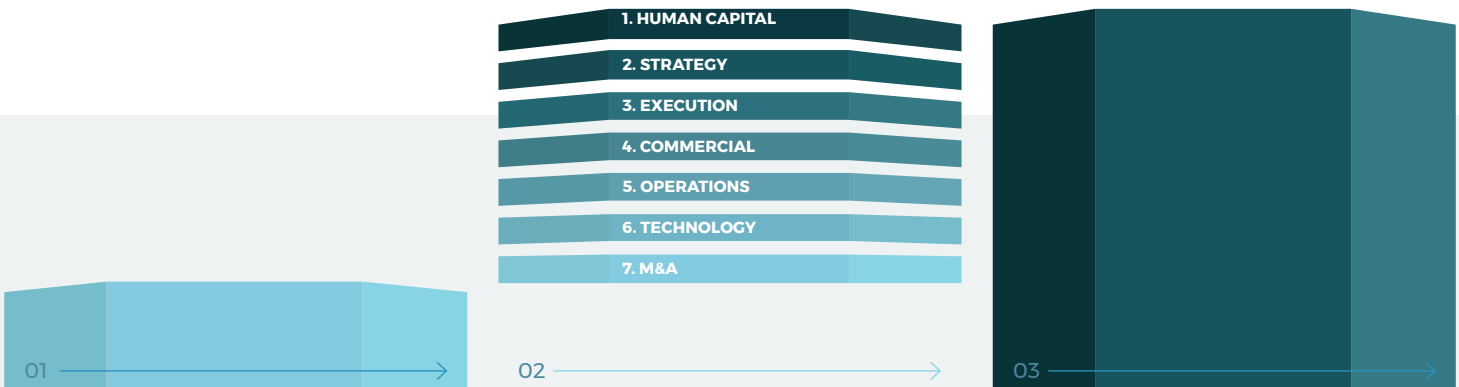 1. HUMAN CAPITAL
2. STRATEGY
3. EXECUTION
4. COMMERCIAL
5. OPERATIONS
6. TECHNOLOGY
7. M&A
01
02
03